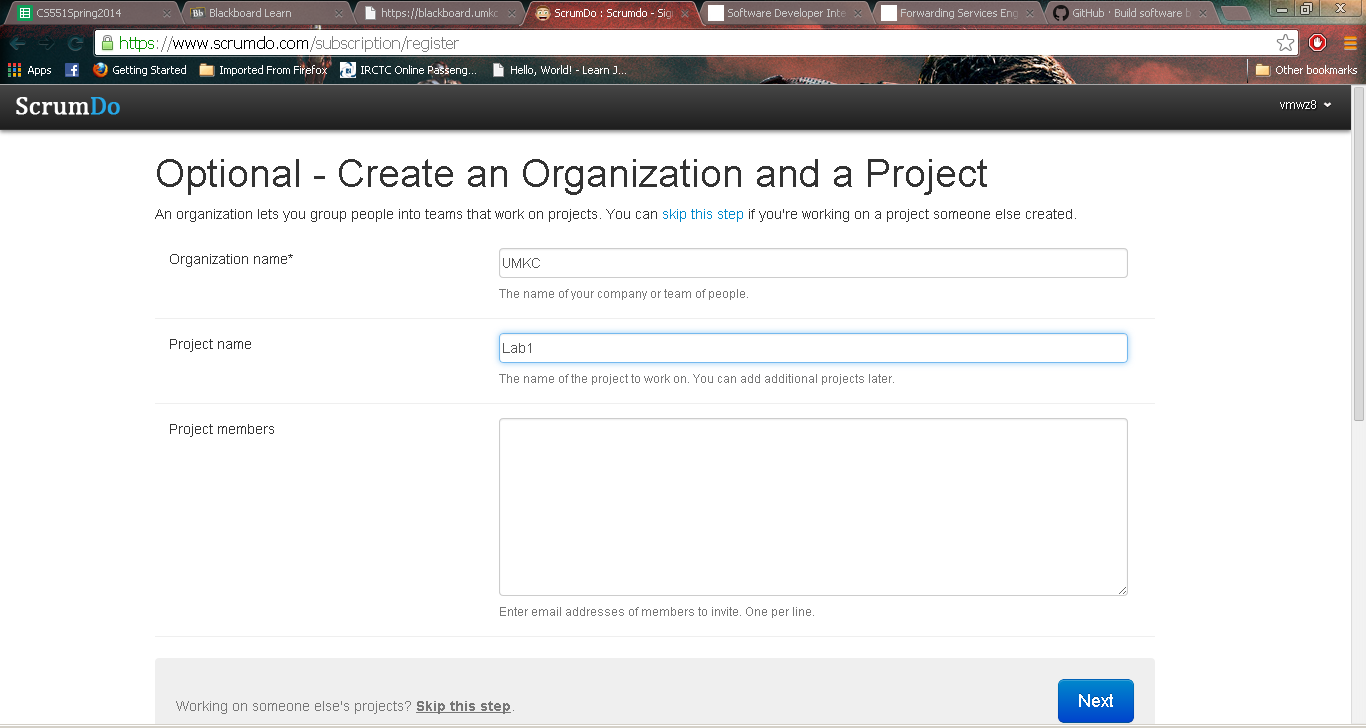 CS551Spring2014
Blackboard Learn
https://blackboard.umkc
ScrumDo : Scrumdo - Sig
Software Developer Inte
Forwarding Services Eng
GitHub · Build software b
https://www.scrumdo.com/subscription/register
Apps
Getting Started
Imported From Firefox
IRCTC Online Passeng...
Hello, World! - Learn J...
Other bookmarks
ScrumDo
vmwz8
Optional - Create an Organization and a Project
An organization lets you group people into teams that work on projects. You can skip this step if you're working on a project someone else created.
Organization name*
UMKC
The name of your company or team of people.
Project name
Lab1
The name of the project to work on. You can add additional projects later.
Project members
Enter email addresses of members to invite. One per line.
Working on someone else's projects? Skip this step.
Next